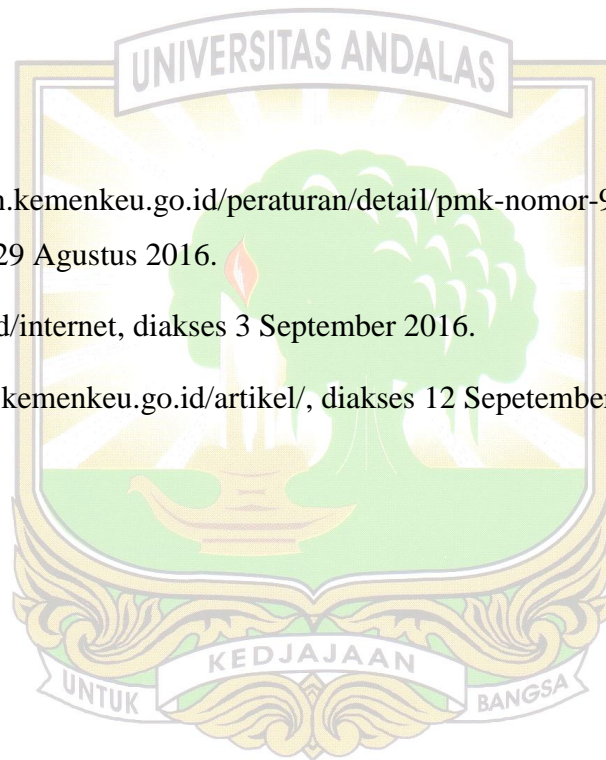 UNIVERSITAS ANDALAS
n.kemenkeu.go.id/peraturan/detail/pmk-nomor-9
29 Agustus 2016.
d/internet, diakses 3 September 2016.
kemenkeu.go.id/artikel/, diakses 12 Sepetember
KEDJAJAAN
UNTUK BANGSA